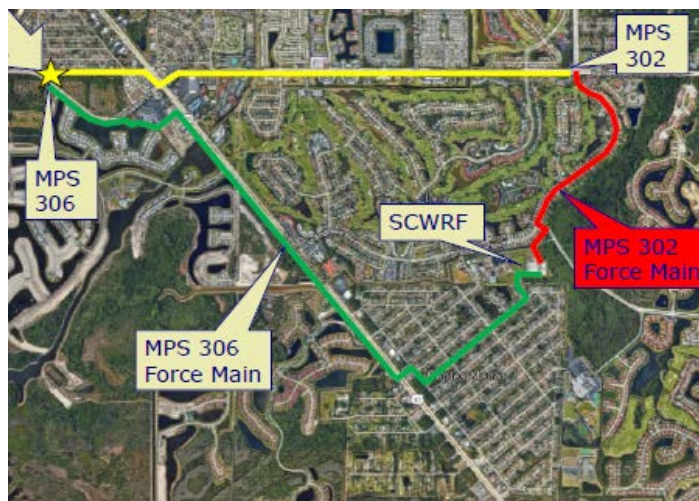 MPS
302
MPS
306
SCWRF
MPS 302
Force Main
MPS 306
Force Main